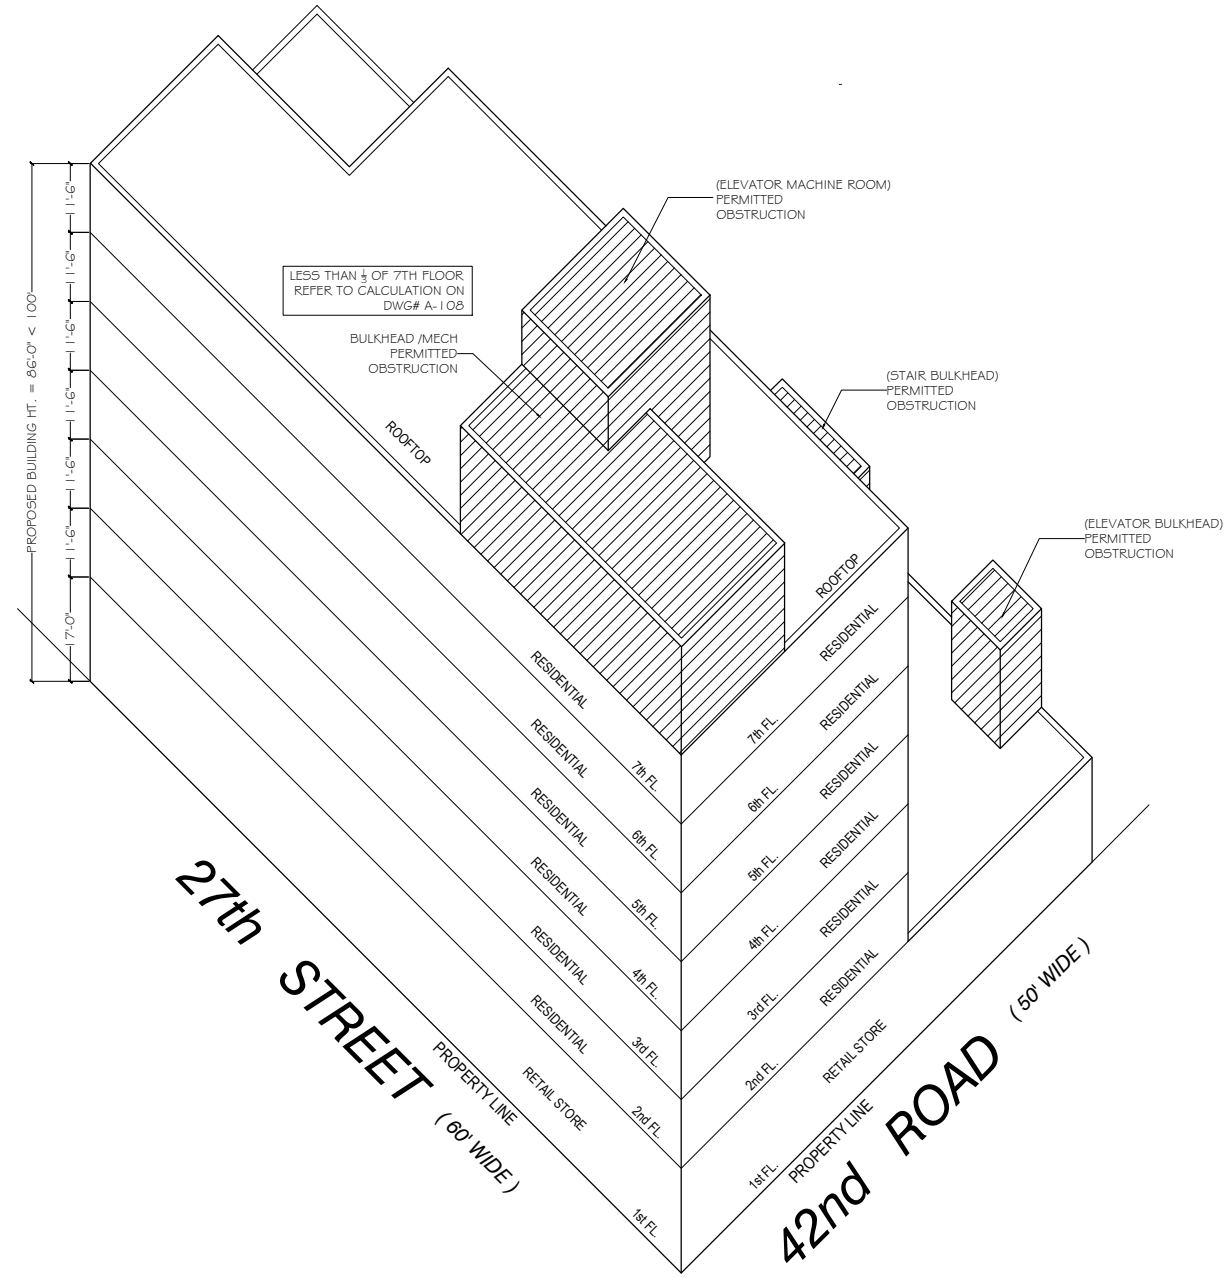 (ELEVATOR MACHINE ROOM)
PERMITTED
OBSTRUCTION
LESS THAN 1/3 OF 7TH FLOOR
REFER TO CALCULATION ON
DWG# A-108
BULKHEAD /MECH
PERMITTED
OBSTRUCTION
(STAIR BULKHEAD)
PERMITTED
OBSTRUCTION
(ELEVATOR BULKHEAD)
PERMITTED
OBSTRUCTION
PROPOSED BUILDING HT. = 86'-0" < 100'
11'-6"
11'-6"
11'-6"
11'-6"
11'-6"
11'-6"
17'-0"
ROOFTOP
ROOFTOP
RESIDENTIAL
7th FL.
RESIDENTIAL
6th FL.
RESIDENTIAL
5th FL.
RESIDENTIAL
4th FL.
RESIDENTIAL
3rd FL.
RESIDENTIAL
2nd FL.
RETAIL STORE
1st FL.
PROPERTY LINE
27th STREET ( 60' WIDE )
RESIDENTIAL
7th FL.
RESIDENTIAL
6th FL.
RESIDENTIAL
5th FL.
RESIDENTIAL
4th FL.
RESIDENTIAL
3rd FL.
RESIDENTIAL
2nd FL.
RETAIL STORE
1st FL.
PROPERTY LINE
42nd ROAD ( 50' WIDE )